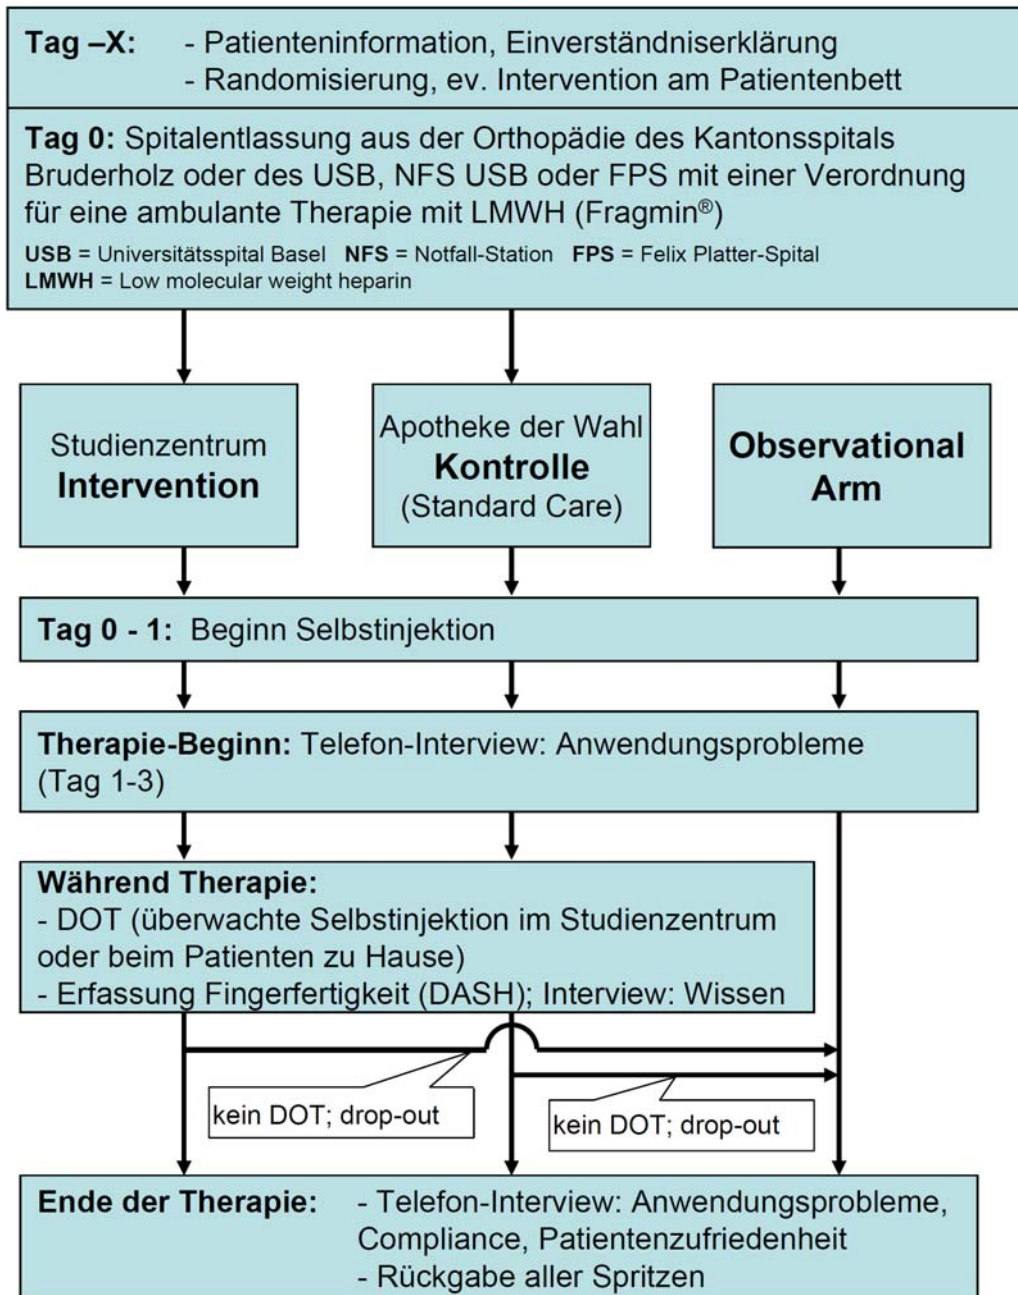 Tag –X: - Patienteninformation, Einverständniserklärung
- Randomisierung, ev. Intervention am Patientenbett
Tag 0: Spitalentlassung aus der Orthopädie des Kantonsspitals
Bruderholz oder des USB, NFS USB oder FPS mit einer Verordnung
für eine ambulante Therapie mit LMWH (Fragmin®)
USB = Universitätsspital Basel NFS = Notfall-Station FPS = Felix Platter-Spital
LMWH = Low molecular weight heparin
Studienzentrum
Intervention
Apotheke der Wahl
Kontrolle
(Standard Care)
Observational
Arm
Tag 0 - 1: Beginn Selbstinjektion
Therapie-Beginn: Telefon-Interview: Anwendungsprobleme
(Tag 1-3)
Während Therapie:
- DOT (überwachte Selbstinjektion im Studienzentrum
oder beim Patienten zu Hause)
- Erfassung Fingerfertigkeit (DASH); Interview: Wissen
kein DOT; drop-out
kein DOT; drop-out
Ende der Therapie: - Telefon-Interview: Anwendungsprobleme,
Compliance, Patientenzufriedenheit
- Rückgabe aller Spritzen